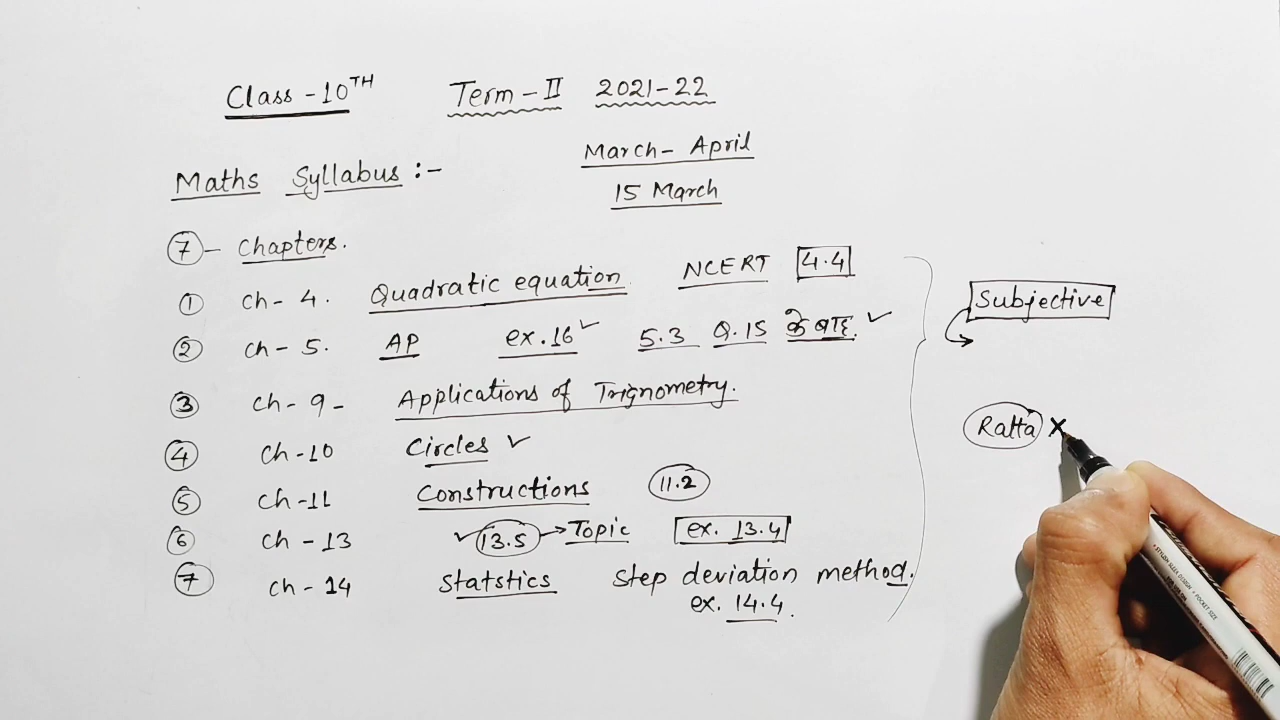 Class - 10TH Term - II 2021-22
March - April
Maths Syllabus :-
15 March
7 - Chapters.
1 Ch - 4. Quadratic equation NCERT 4.4
2 Ch - 5. AP ex. 16 ✓ 5.3 Q. 15 के बाद. ✓
3 Ch - 9 - Applications of Trignometry.
4 Ch - 10 Circles ✓
5 Ch - 11 Constructions 11.2
6 Ch - 13 ✓ 13.5 → Topic ex. 13.4
7 Ch - 14 Statstics Step deviation method.
ex. 14.4.
Subjective
Ratta ×